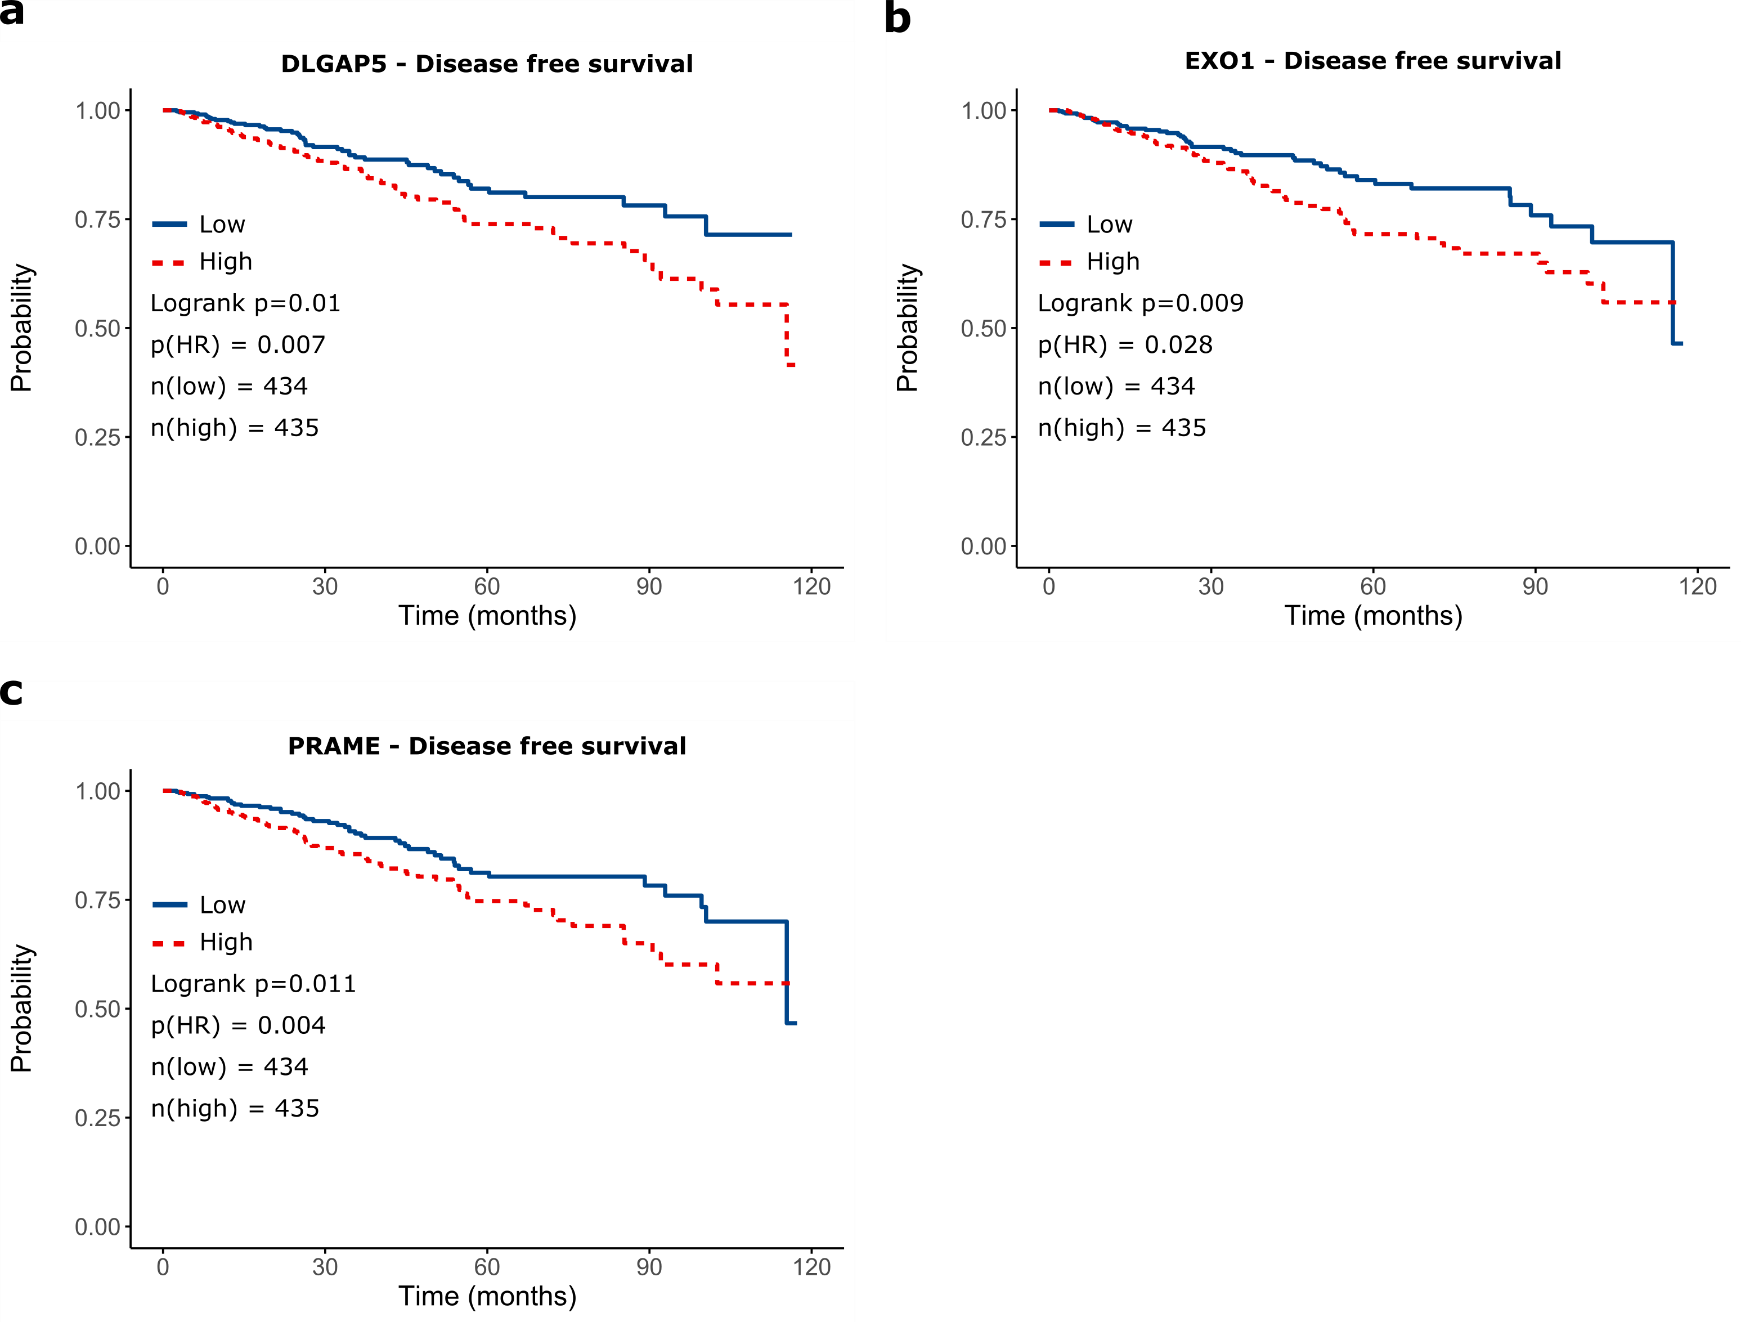 a
DLGAP5 - Disease free survival
1.00
0.75
0.50
0.25
0.00
Probability
Low
High
Logrank p=0.01
p(HR) = 0.007
n(low) = 434
n(high) = 435
0 30 60 90 120
Time (months)
b
EXO1 - Disease free survival
1.00
0.75
0.50
0.25
0.00
Probability
Low
High
Logrank p=0.009
p(HR) = 0.028
n(low) = 434
n(high) = 435
0 30 60 90 120
Time (months)
c
PRAME - Disease free survival
1.00
0.75
0.50
0.25
0.00
Probability
Low
High
Logrank p=0.011
p(HR) = 0.004
n(low) = 434
n(high) = 435
0 30 60 90 120
Time (months)